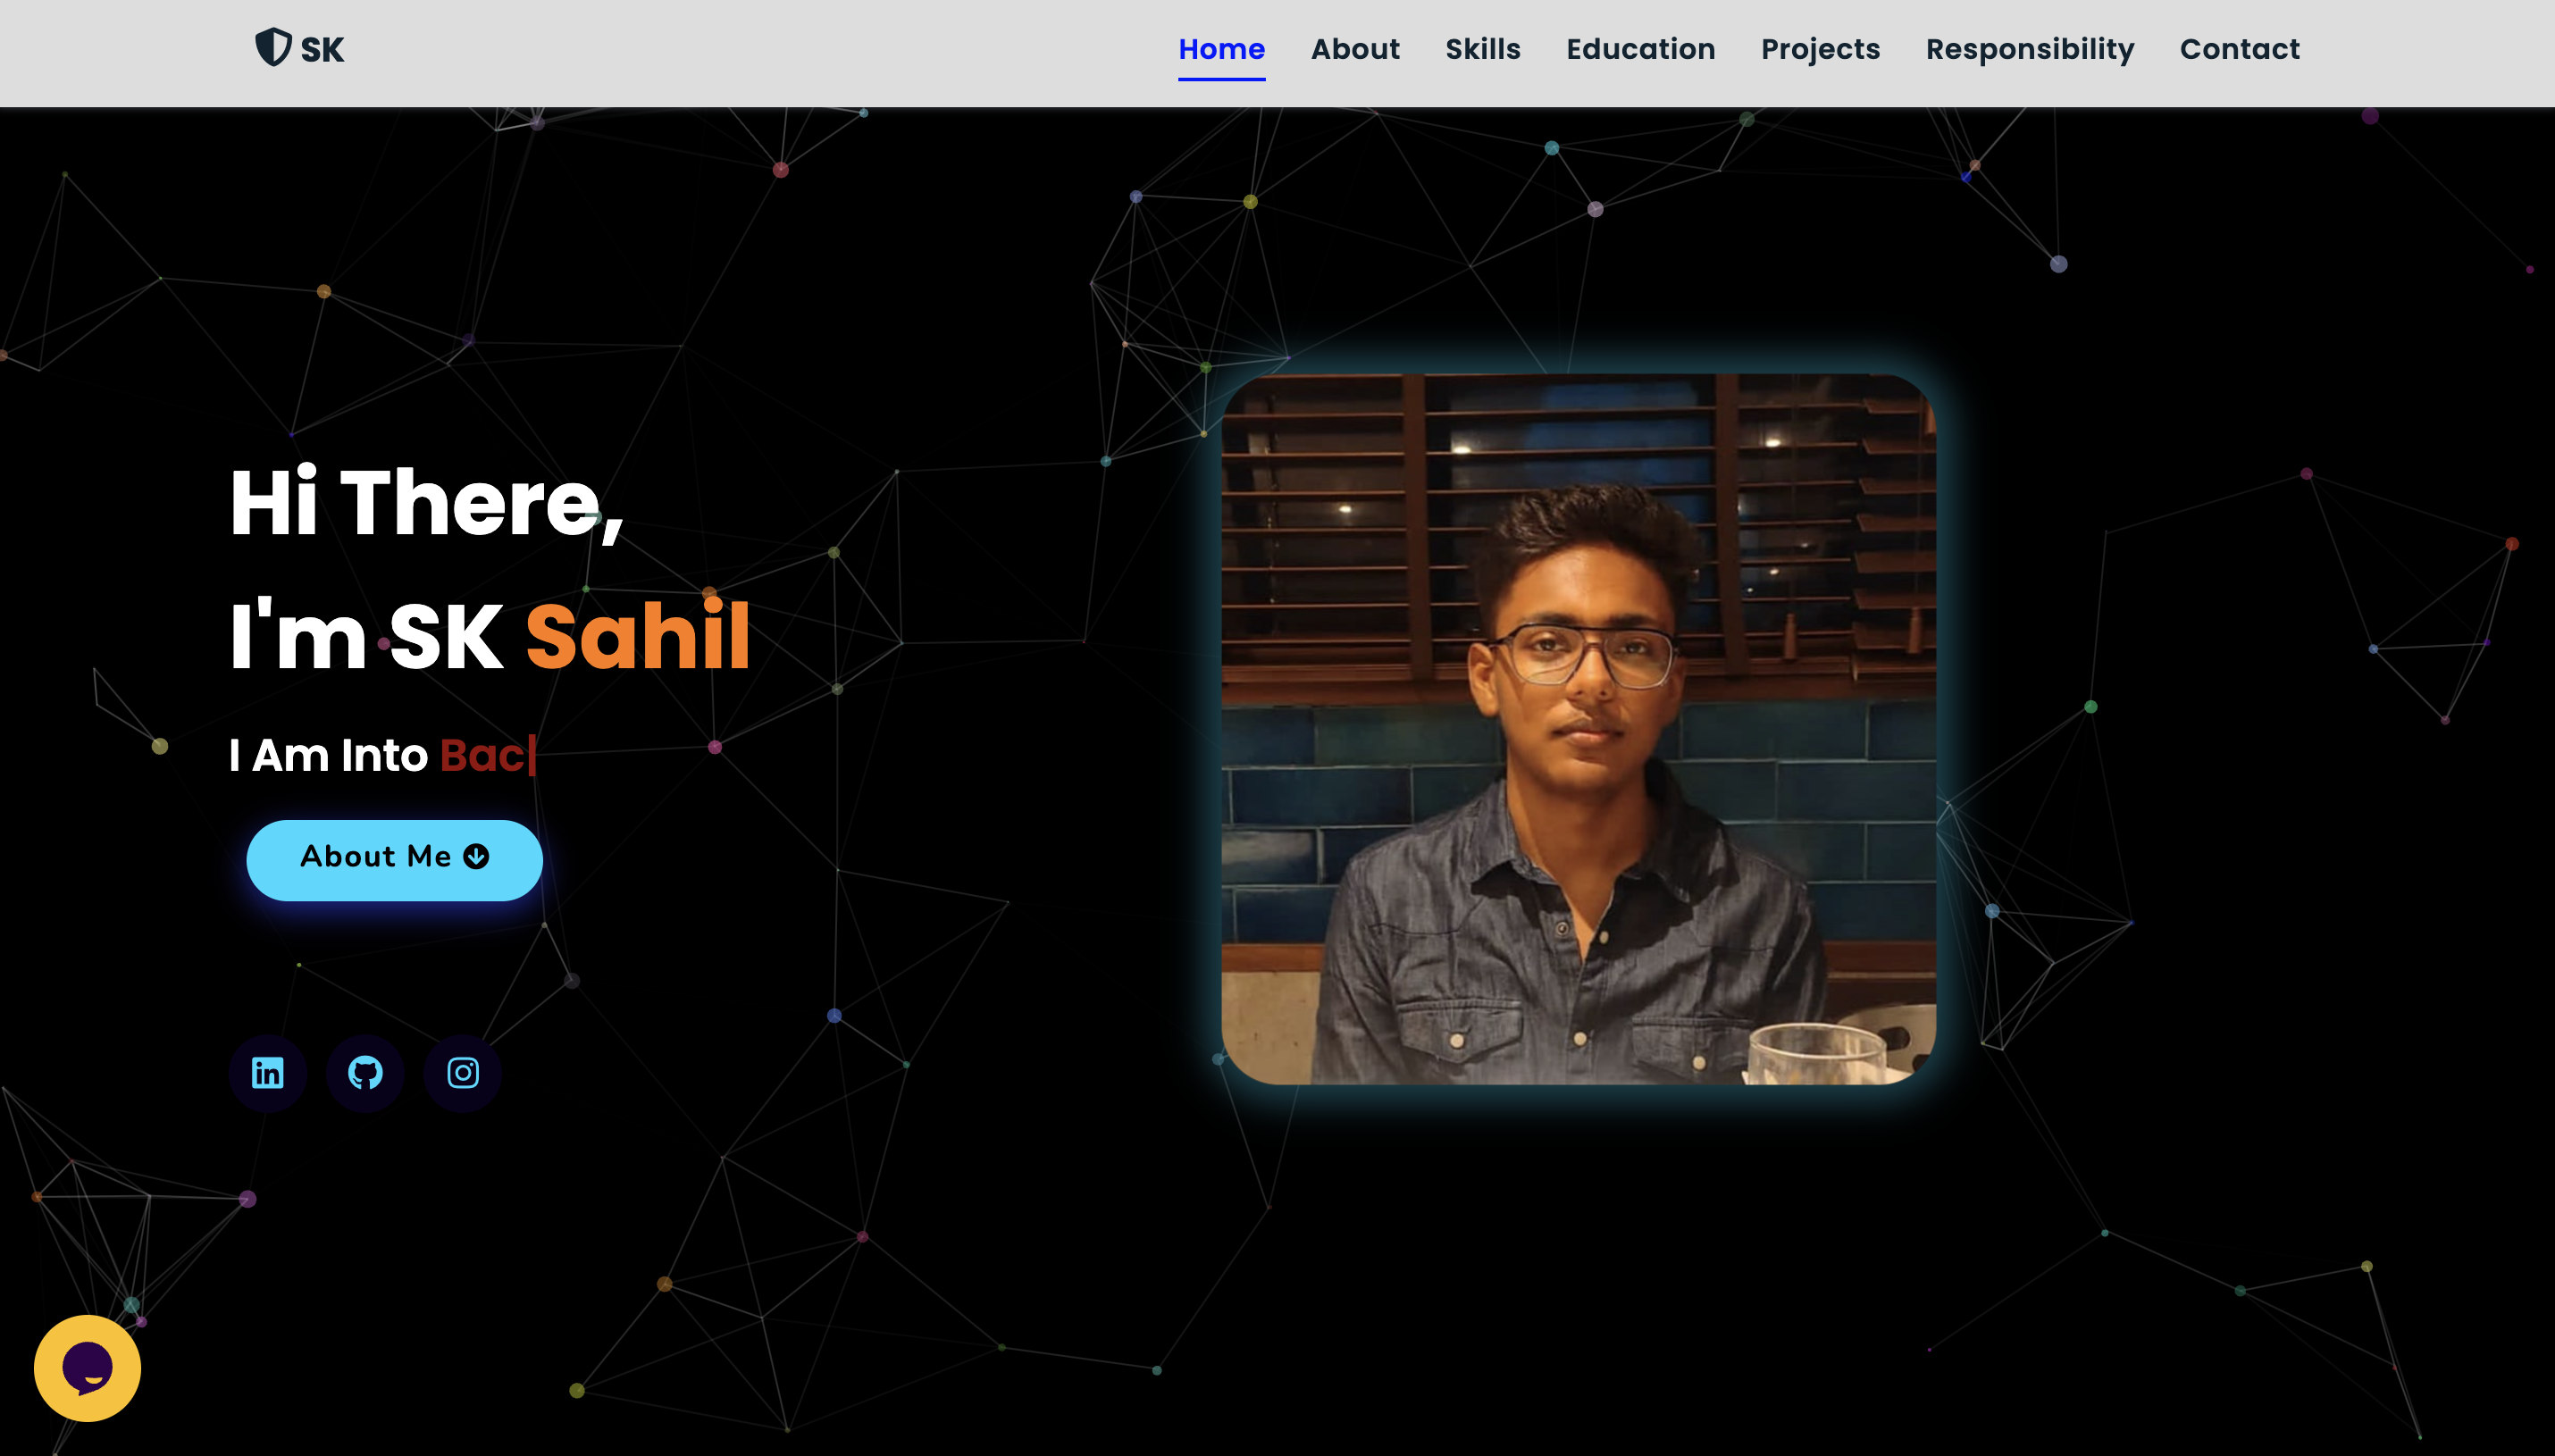 SK
Home About Skills Education Projects Responsibility Contact
Hi There,
I'm SK Sahil
I Am Into Bac|
About Me